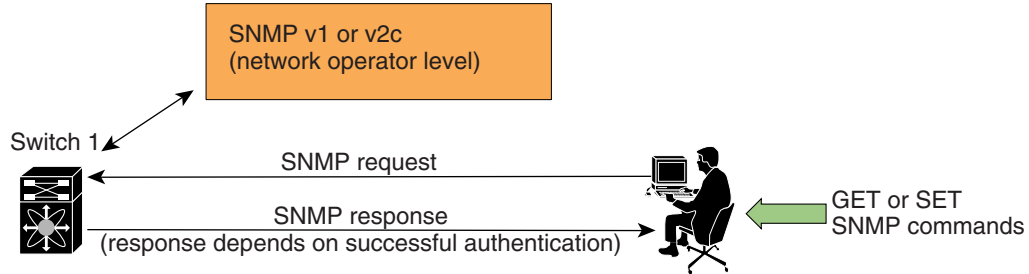 SNMP v1 or v2c
(network operator level)
Switch 1
SNMP request
SNMP response
(response depends on successful authentication)
GET or SET
SNMP commands